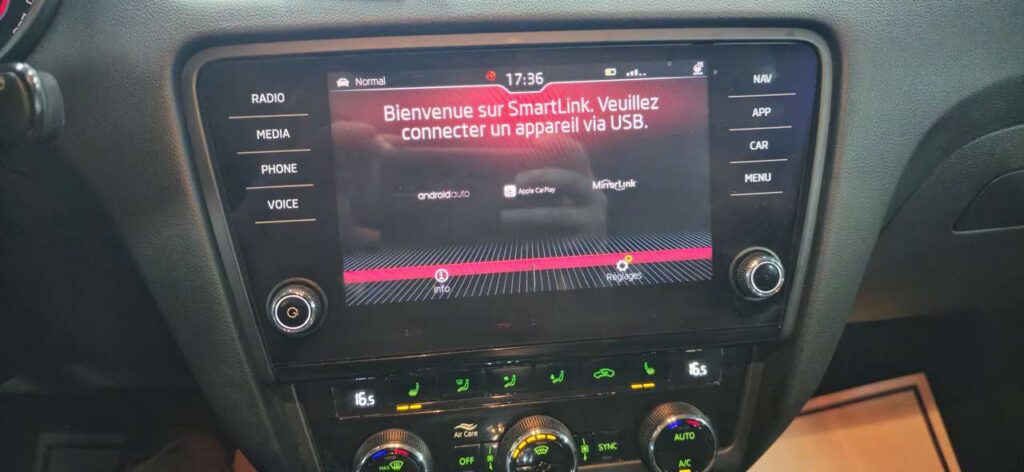 Normal
17:36
Bienvenue sur SmartLink. Veuillez
connecter un appareil via USB.
androidauto
Apple CarPlay
MirrorLink
Info
Réglages
RADIO
MEDIA
PHONE
VOICE
NAV
APP
CAR
MENU
16.5
16.5
Air Care
MAX
OFF
SYNC
AUTO
A/C